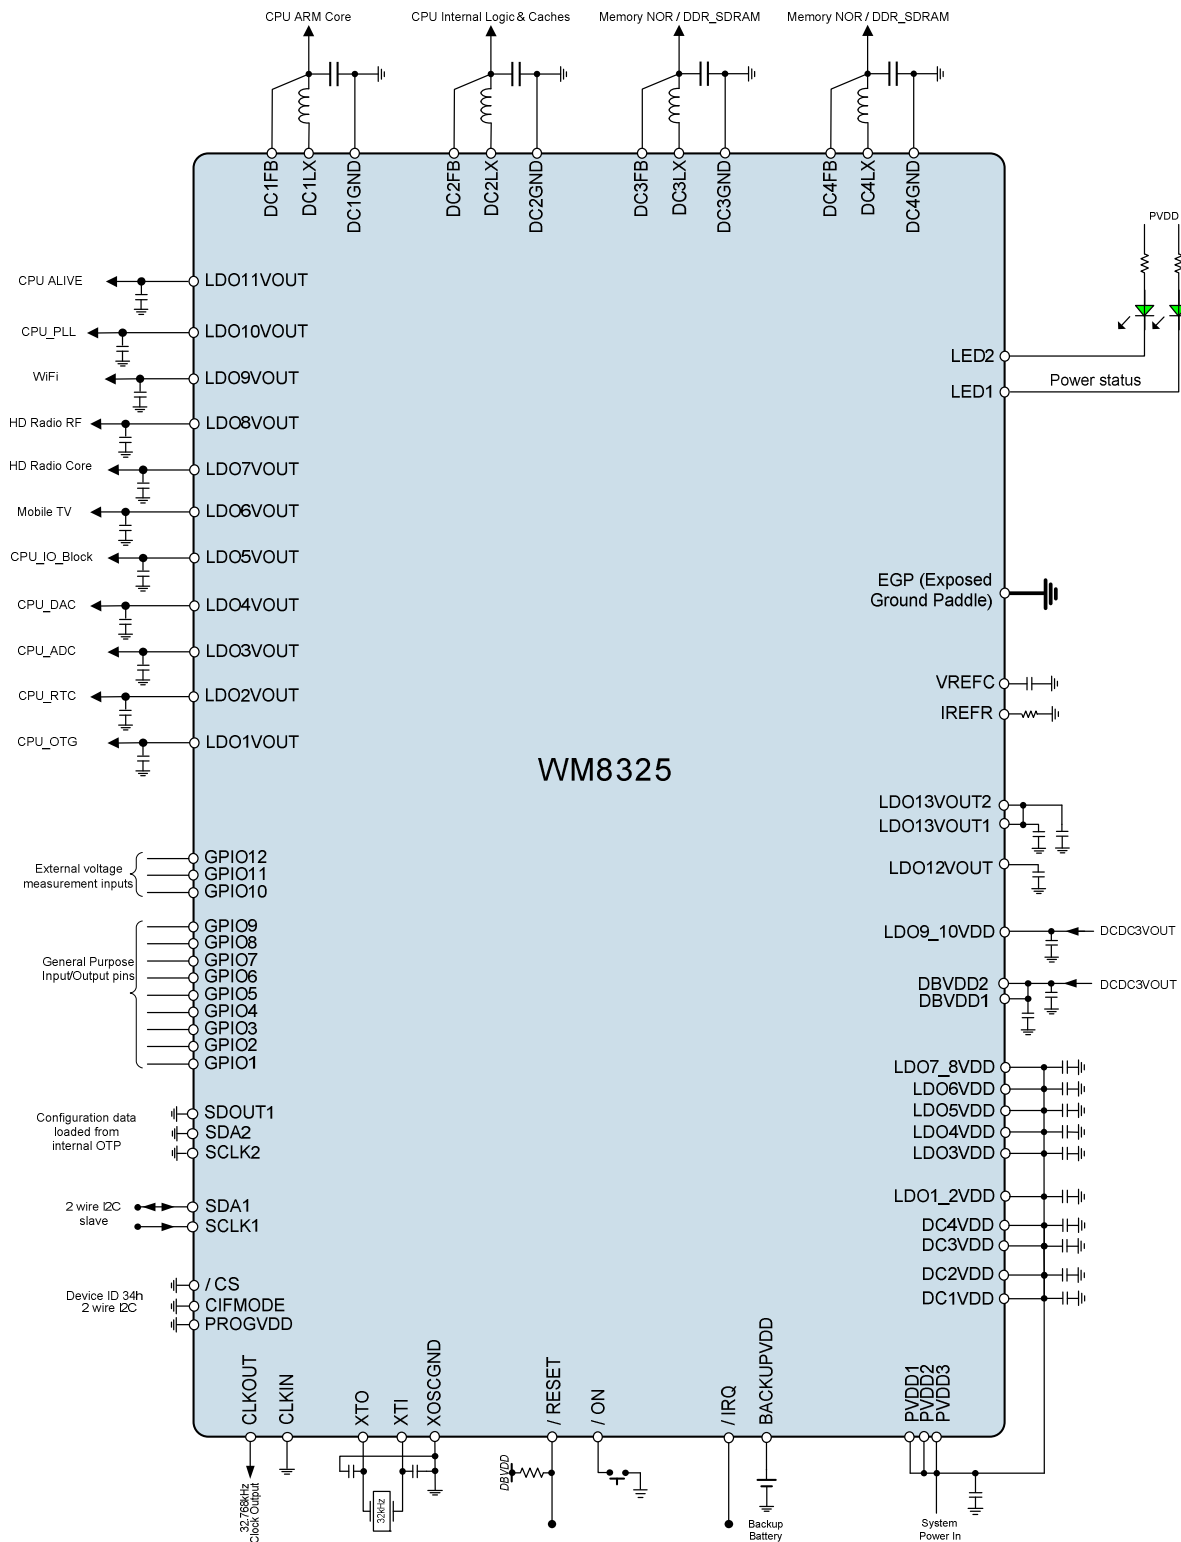 CPU ARM Core
CPU Internal Logic & Caches
Memory NOR / DDR_SDRAM
Memory NOR / DDR_SDRAM
DC1FB
DC1LX
DC1GND
DC2FB
DC2LX
DC2GND
DC3FB
DC3LX
DC3GND
DC4FB
DC4LX
DC4GND
PVDD
CPU ALIVE
LDO11VOUT
CPU_PLL
LDO10VOUT
WiFi
LDO9VOUT
HD Radio RF
LDO8VOUT
HD Radio Core
LDO7VOUT
Mobile TV
LDO6VOUT
CPU_IO_Block
LDO5VOUT
CPU_DAC
LDO4VOUT
CPU_ADC
LDO3VOUT
CPU_RTC
LDO2VOUT
CPU_OTG
LDO1VOUT
LED2
LED1
Power status
EGP (Exposed
Ground Paddle)
VREFC
IREFR
WM8325
LDO13VOUT2
LDO13VOUT1
LDO12VOUT
LDO9_10VDD
DCDC3VOUT
DBVDD2
DBVDD1
DCDC3VOUT
LDO7_8VDD
LDO6VDD
LDO5VDD
LDO4VDD
LDO3VDD
LDO1_2VDD
DC4VDD
DC3VDD
DC2VDD
DC1VDD
External voltage
measurement inputs
GPIO12
GPIO11
GPIO10
General Purpose
Input/Output pins
GPIO9
GPIO8
GPIO7
GPIO6
GPIO5
GPIO4
GPIO3
GPIO2
GPIO1
Configuration data
loaded from
internal OTP
SDOUT1
SDA2
SCLK2
2 wire I2C
slave
SDA1
SCLK1
Device ID 34h
2 wire I2C
/ CS
CIFMODE
PROGVDD
CLKOUT
CLKIN
XTO
XTI
XOSCGND
/ RESET
/ ON
/ IRQ
BACKUPVDD
PVDD1
PVDD2
PVDD3
32.768kHz
Clock Output
32kHz
DBVDD
Backup
Battery
System
Power In